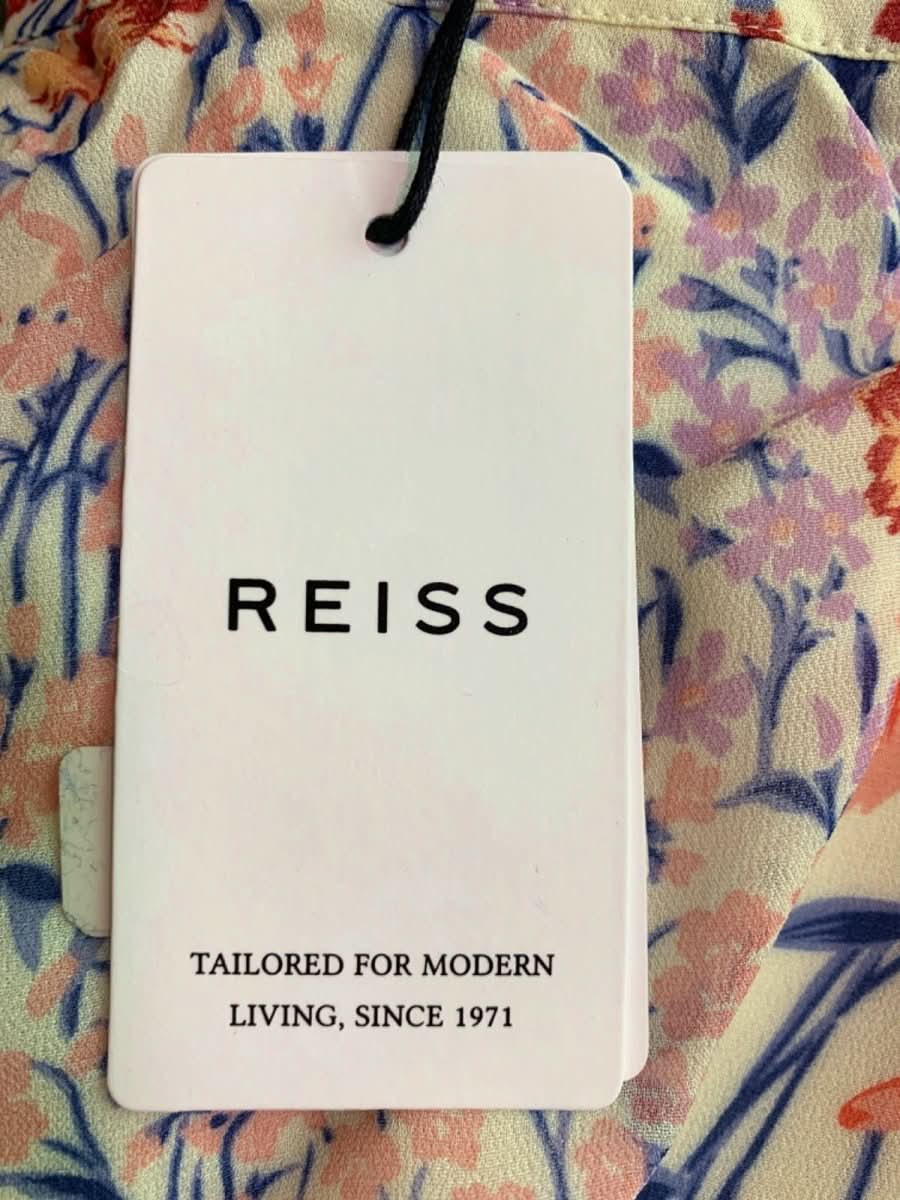 REISS
TAILORED FOR MODERN
LIVING, SINCE 1971